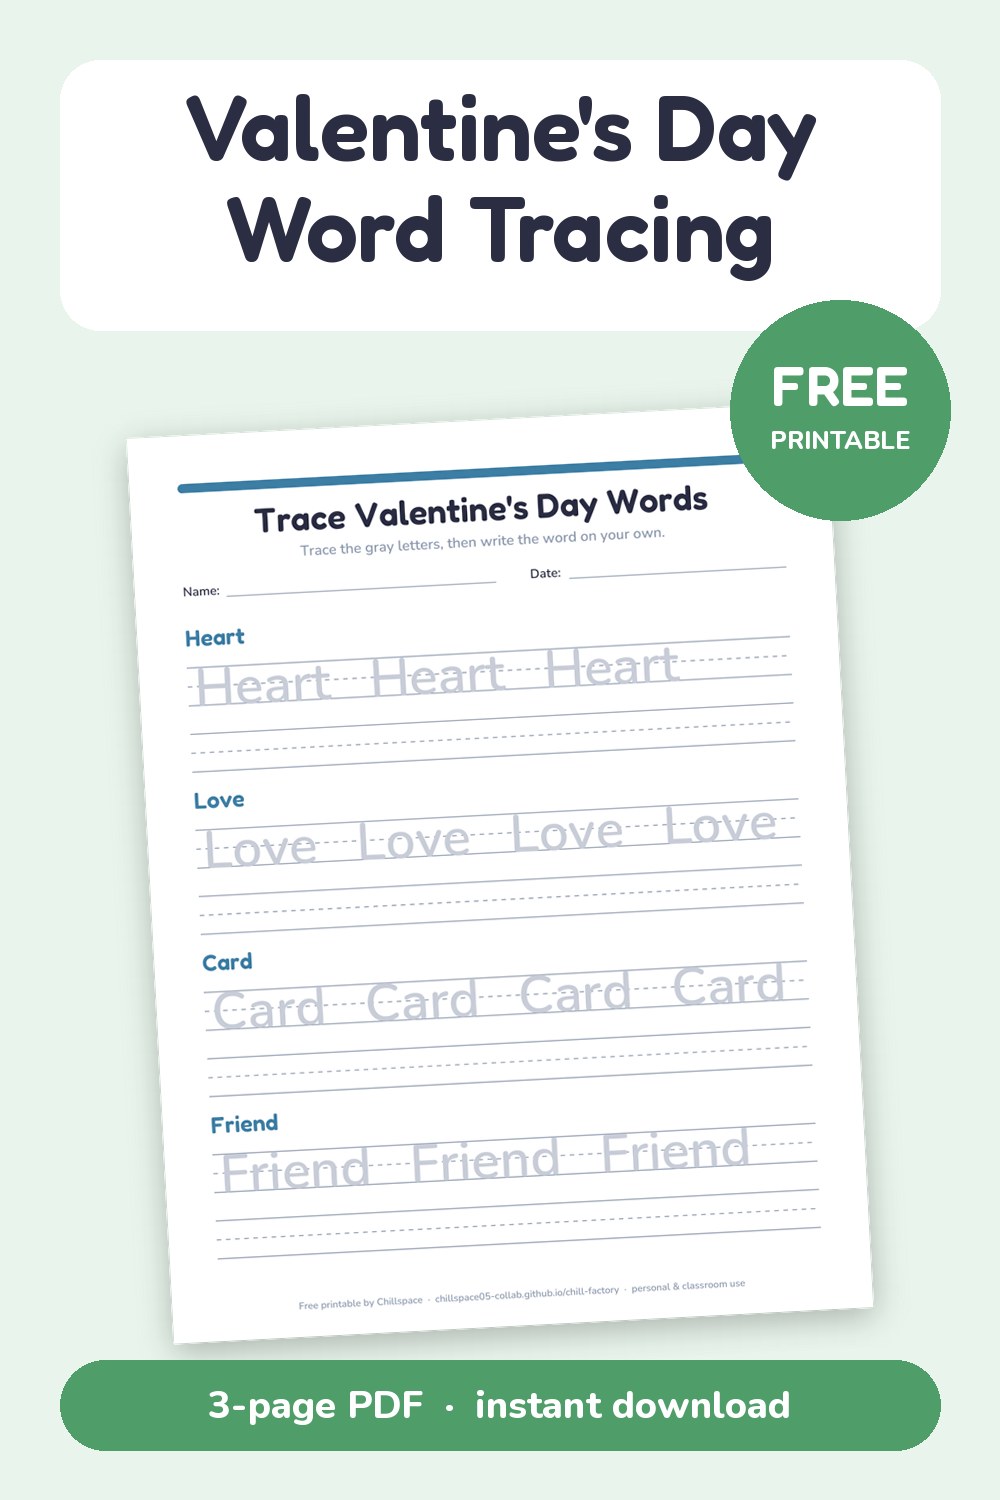 Valentine's Day
Word Tracing
FREE
PRINTABLE
Trace Valentine's Day Words
Trace the gray letters, then write the word on your own.
Name: Date:
Heart
Heart Heart Heart
Love
Love Love Love Love
Card
Card Card Card Card
Friend
Friend Friend Friend
Free printable by Chillspace · chillspace05-collab.github.io/chill-factory · personal & classroom use
3-page PDF · instant download